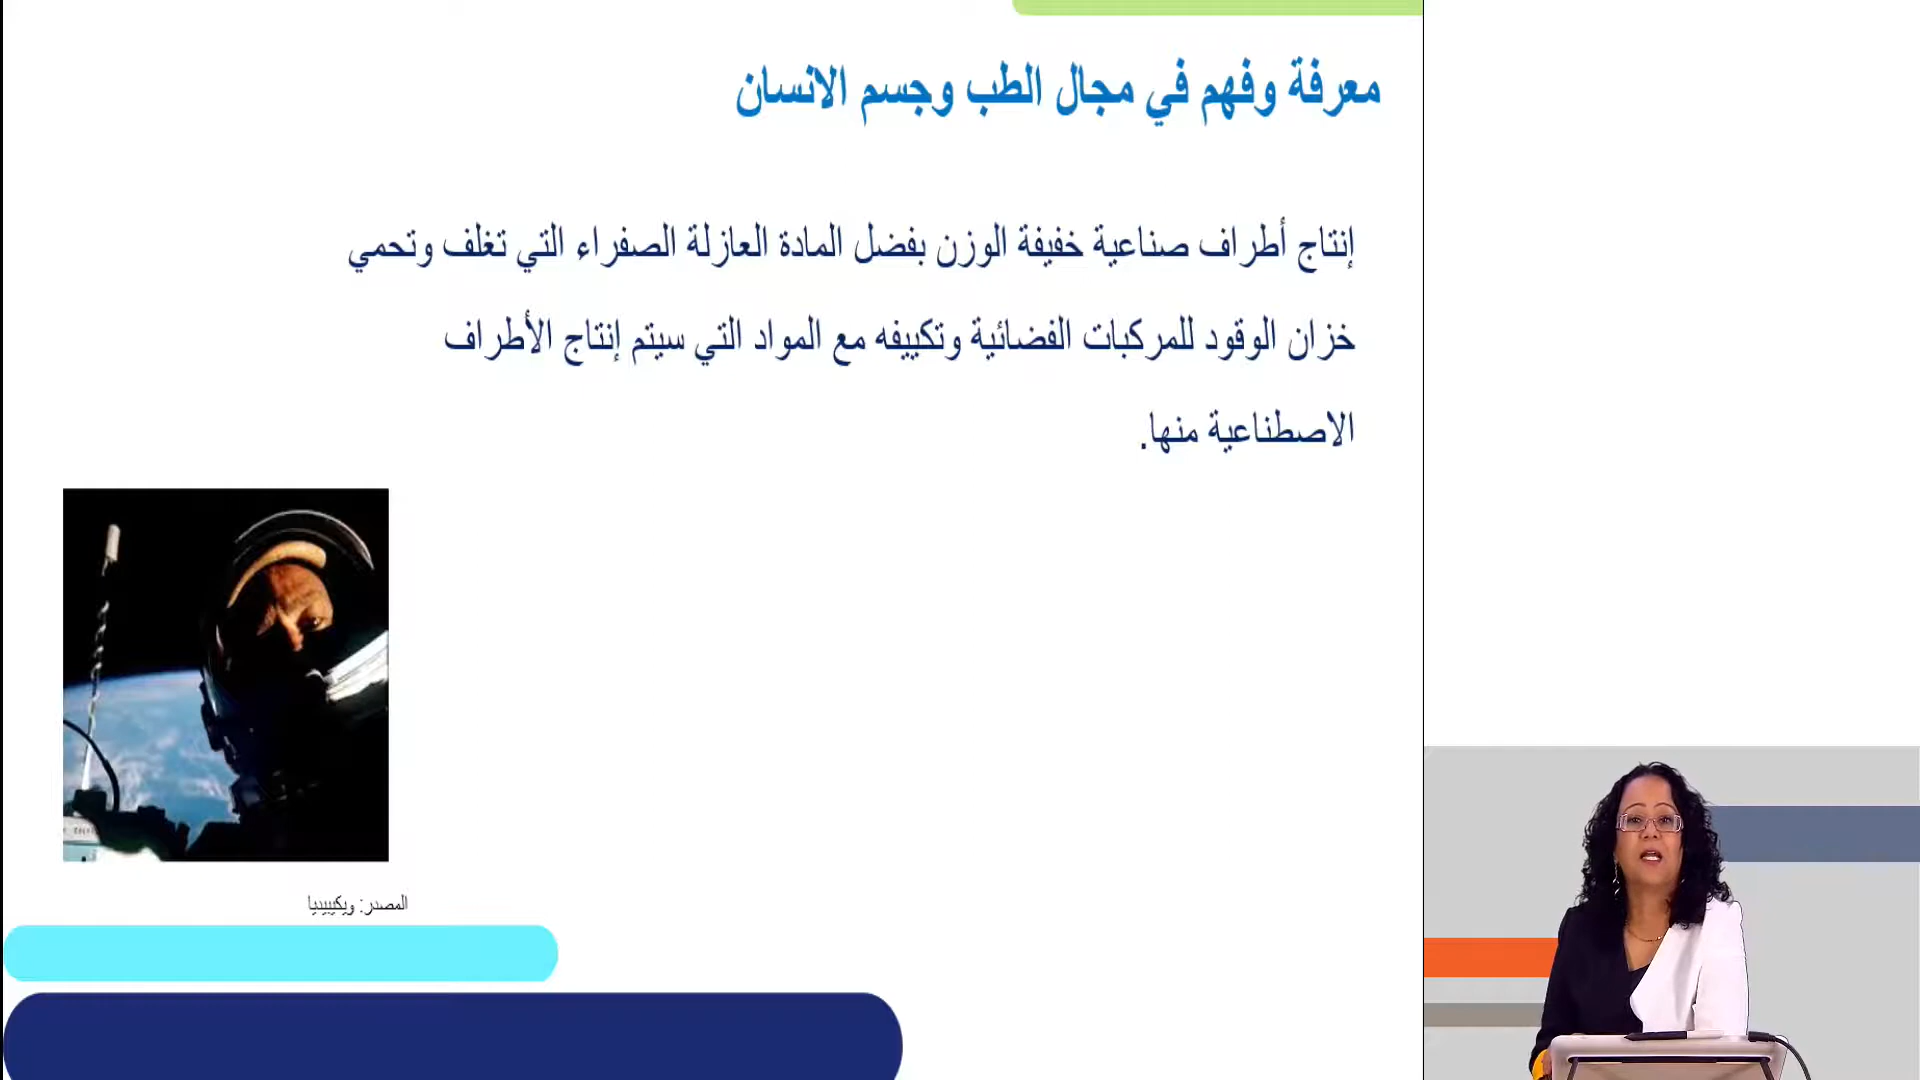 معرفة وفهم في مجال الطب وجسم الانسان
إنتاج أطراف صناعية خفيفة الوزن بفضل المادة العازلة الصفراء التي تغلف وتحمي
خزان الوقود للمركبات الفضائية وتكييفه مع المواد التي سيتم إنتاج الأطراف
الاصطناعية منها.
المصدر: ويكيبيديا